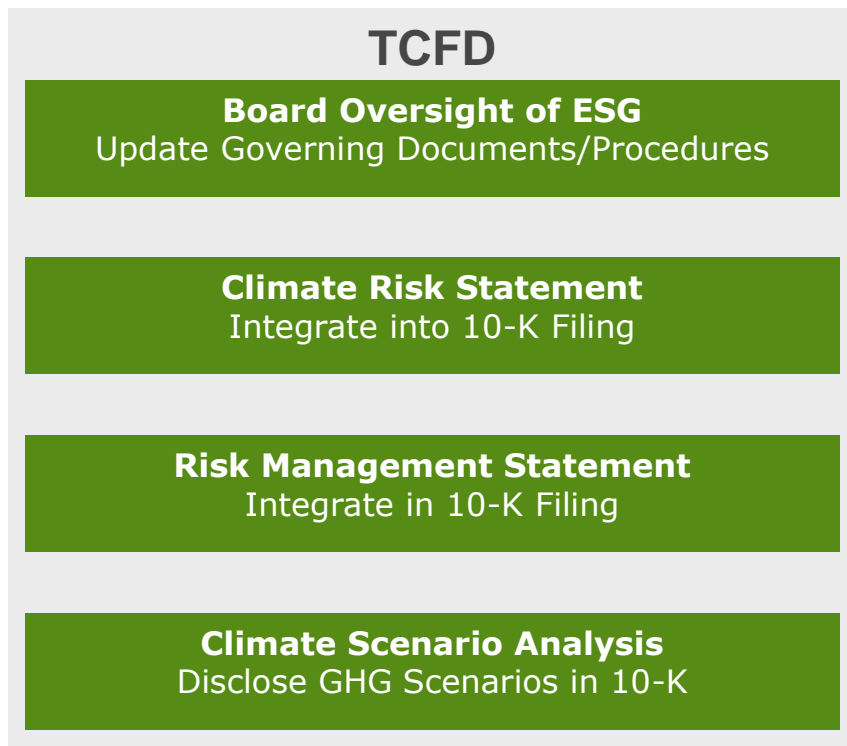 TCFD
Board Oversight of ESG
Update Governing Documents/Procedures
Climate Risk Statement
Integrate into 10-K Filing
Risk Management Statement
Integrate in 10-K Filing
Climate Scenario Analysis
Disclose GHG Scenarios in 10-K